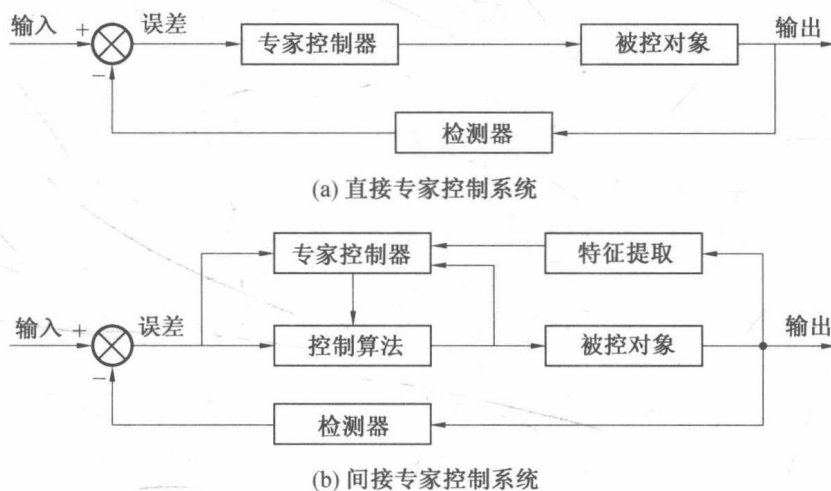 输入 + 误差 专家控制器 被控对象 输出
−
检测器
(a) 直接专家控制系统
专家控制器 特征提取
输入 + 误差 控制算法 被控对象 输出
−
检测器
(b) 间接专家控制系统